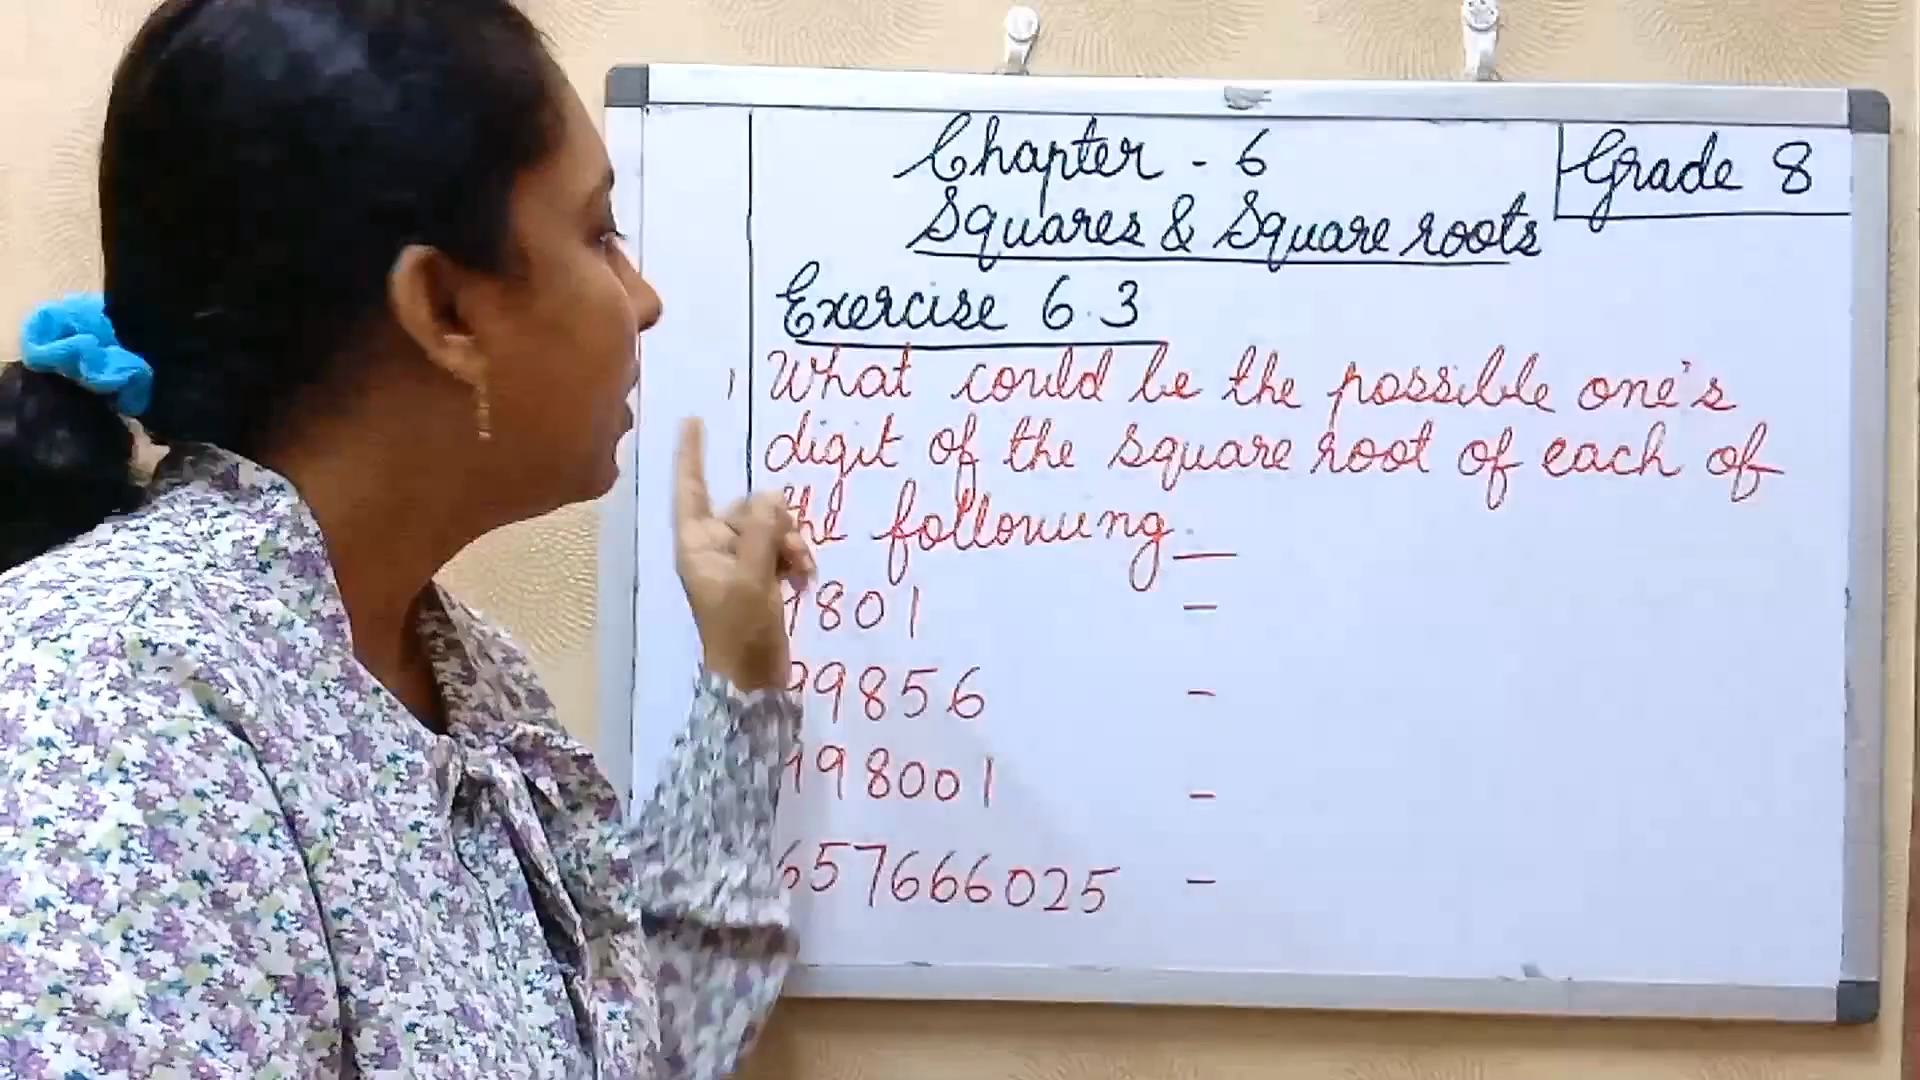 Chapter - 6
Grade 8
Squares & Square roots
Exercise 6.3
1 What could be the possible one's
digit of the square root of each of
the following —
9801 -
99856 -
998001 -
657666025 -